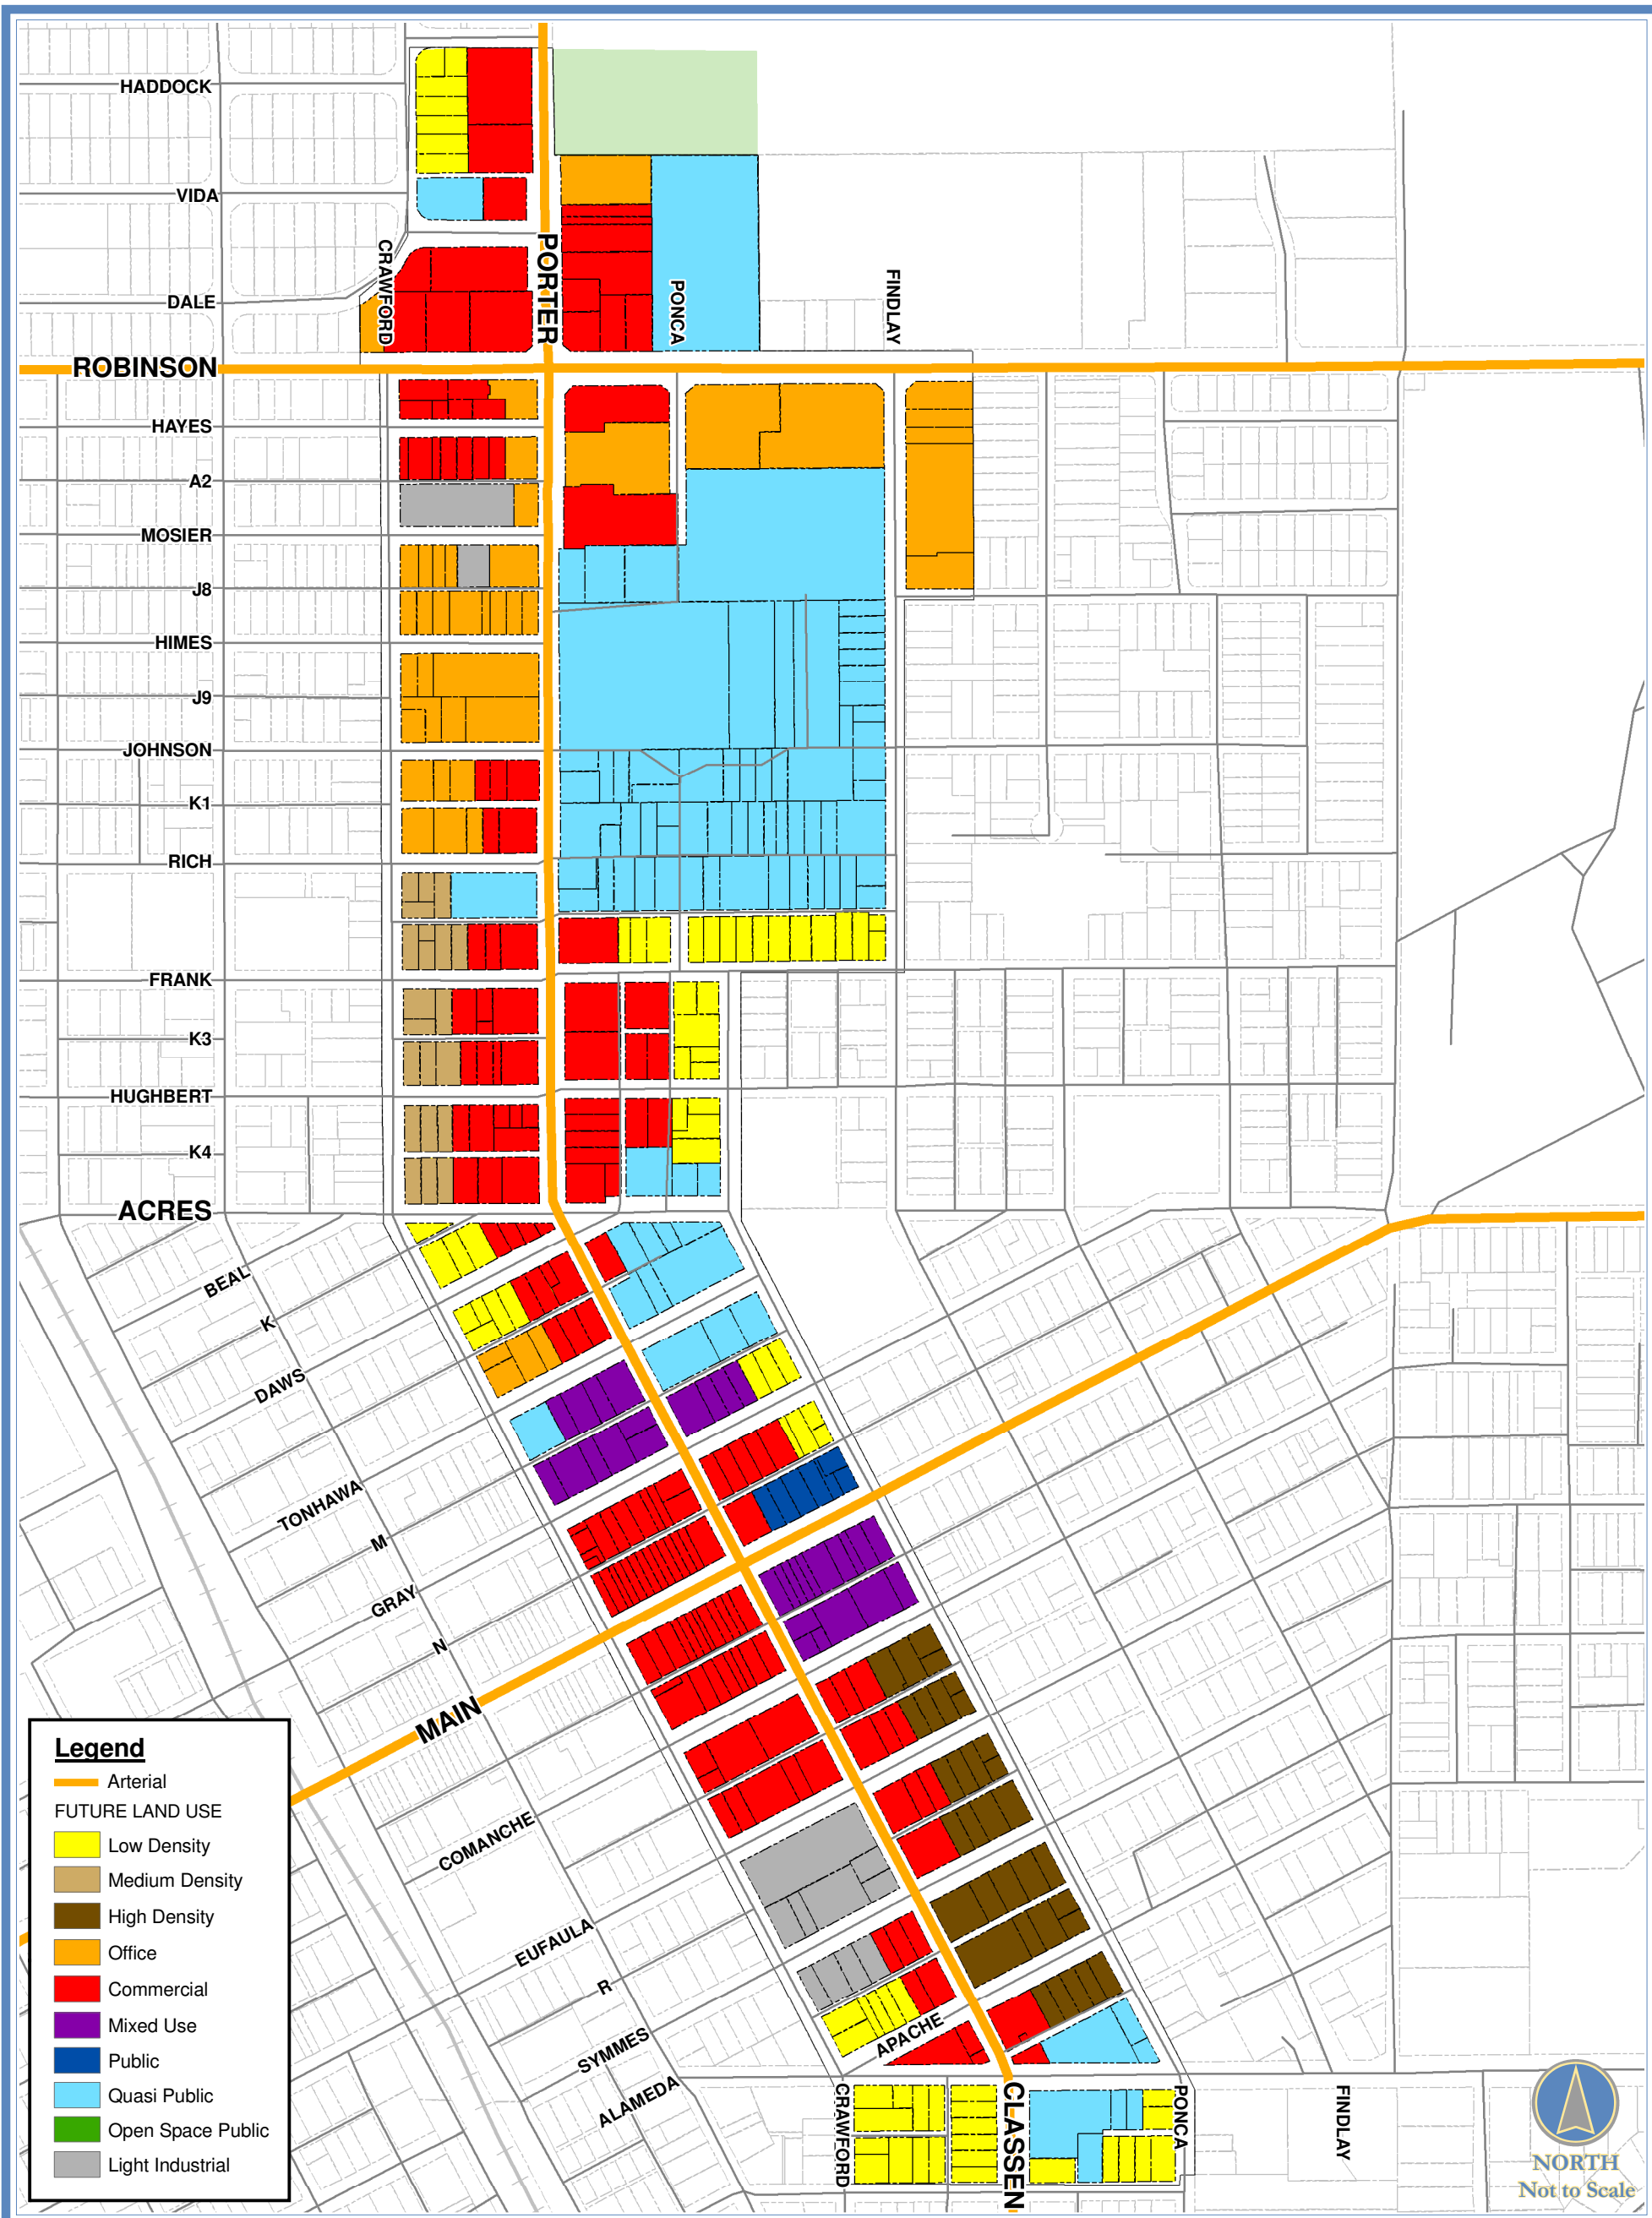 HADDOCK
VIDA
CRAWFORD
PORTER
DALE
PONCA
FINDLAY
ROBINSON
HAYES
A2
MOSIER
J8
HIMES
J9
JOHNSON
K1
RICH
FRANK
K3
HUGHBERT
K4
ACRES
BEAL
K
DAWS
TONHAWA
M
GRAY
N
MAIN
COMANCHE
EUFAULA
R
SYMMES
APACHE
ALAMEDA
CRAWFORD
CLASSEN
PONCA
FINDLAY
Legend
Arterial
FUTURE LAND USE
Low Density
Medium Density
High Density
Office
Commercial
Mixed Use
Public
Quasi Public
Open Space Public
Light Industrial
NORTH
Not to Scale